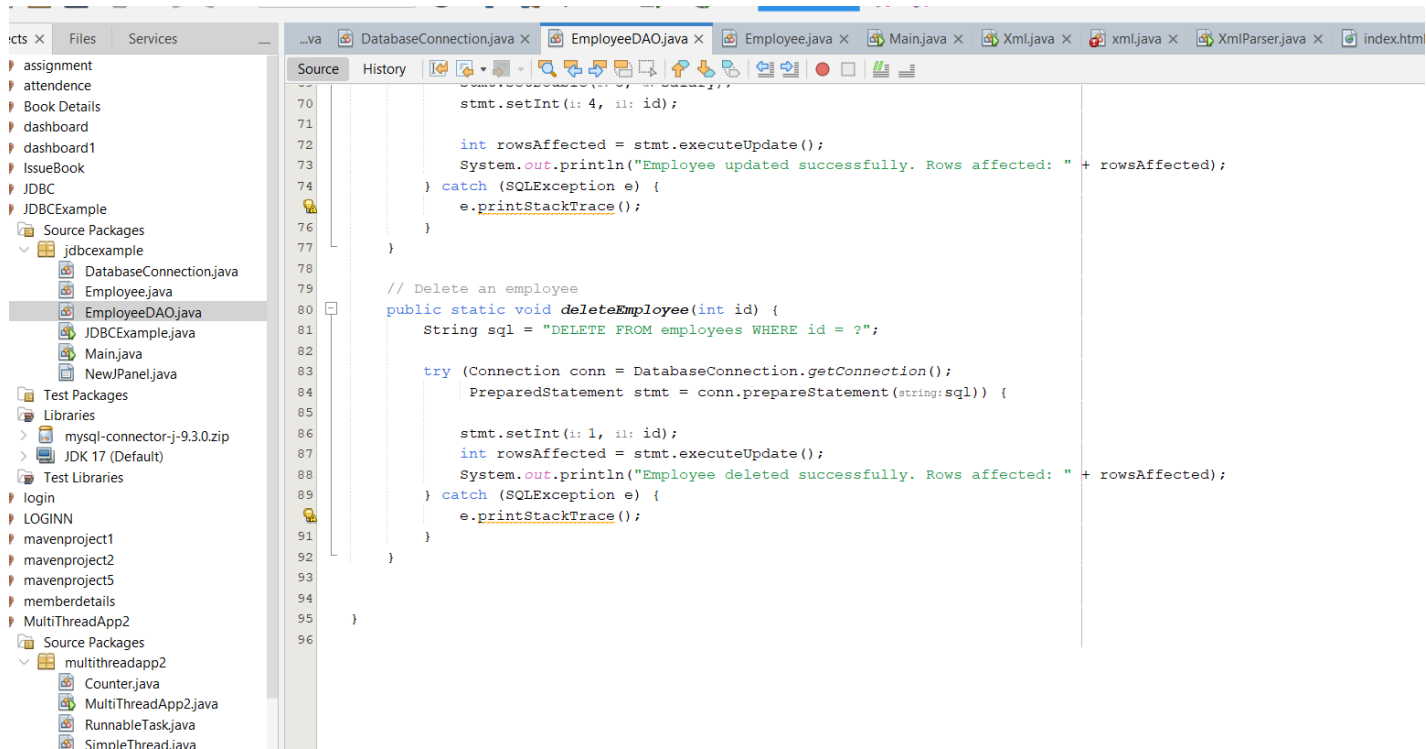 cts × Files Services
assignment
attendence
Book Details
dashboard
dashboard1
IssueBook
JDBC
JDBCExample
Source Packages
jdbcexample
DatabaseConnection.java
Employee.java
EmployeeDAO.java
JDBCExample.java
Main.java
NewJPanel.java
Test Packages
Libraries
mysql-connector-j-9.3.0.zip
JDK 17 (Default)
Test Libraries
login
LOGINN
mavenproject1
mavenproject2
mavenproject5
memberdetails
MultiThreadApp2
Source Packages
multithreadapp2
Counter.java
MultiThreadApp2.java
RunnableTask.java
SimpleThread.java
...va DatabaseConnection.java × EmployeeDAO.java × Employee.java × Main.java × Xml.java × xml.java × XmlParser.java × index.html
Source History
70 stmt.setInt(i: 4, i1: id);
71
72 int rowsAffected = stmt.executeUpdate();
73 System.out.println("Employee updated successfully. Rows affected: " + rowsAffected);
74 } catch (SQLException e) {
e.printStackTrace();
76 }
77 }
78
79 // Delete an employee
80 public static void deleteEmployee(int id) {
81 String sql = "DELETE FROM employees WHERE id = ?";
82
83 try (Connection conn = DatabaseConnection.getConnection();
84 PreparedStatement stmt = conn.prepareStatement(string:sql)) {
85
86 stmt.setInt(i: 1, i1: id);
87 int rowsAffected = stmt.executeUpdate();
88 System.out.println("Employee deleted successfully. Rows affected: " + rowsAffected);
89 } catch (SQLException e) {
e.printStackTrace();
91 }
92 }
93
94
95 }
96